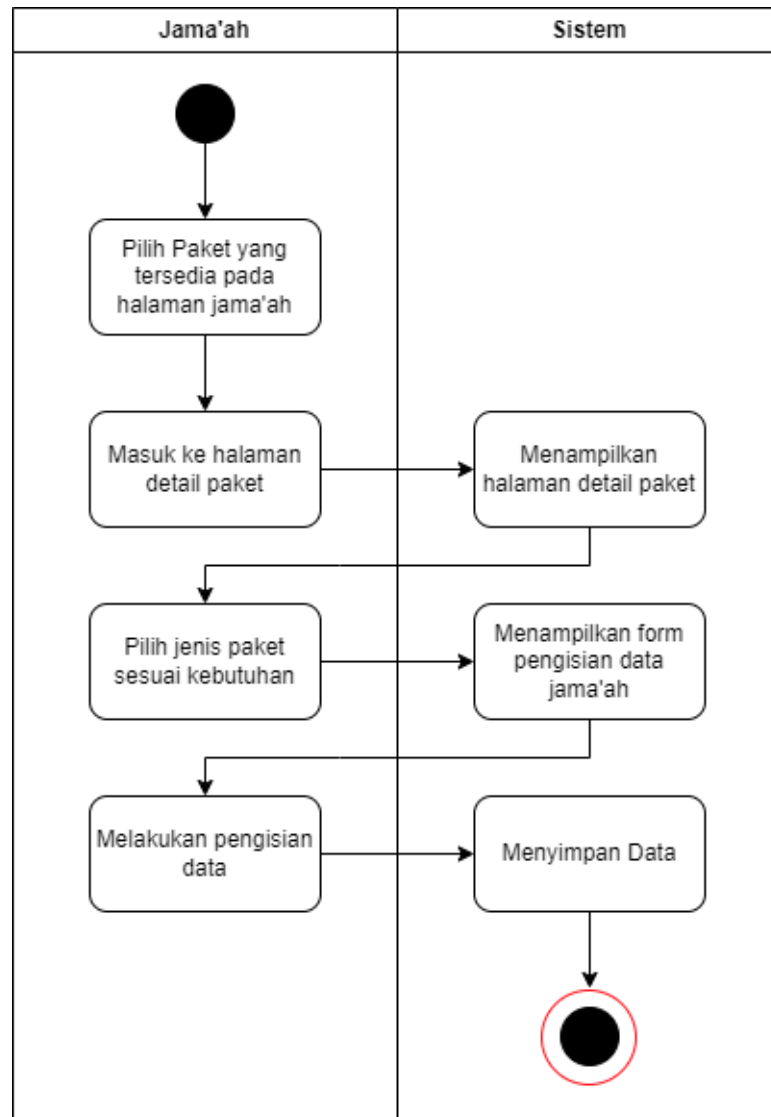 Jama'ah
Sistem
Pilih Paket yang
tersedia pada
halaman jama'ah
Masuk ke halaman
detail paket
Menampilkan
halaman detail paket
Pilih jenis paket
sesuai kebutuhan
Menampilkan form
pengisian data
jama'ah
Melakukan pengisian
data
Menyimpan Data